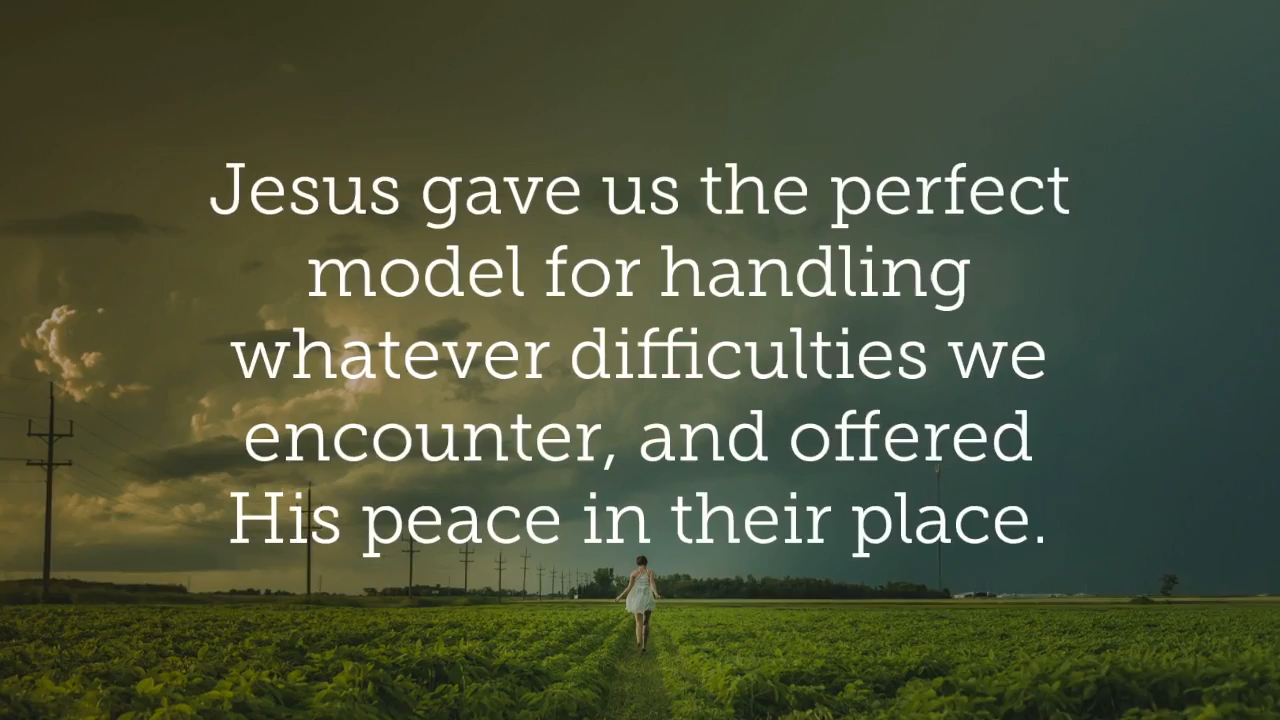 Jesus gave us the perfect
model for handling
whatever difficulties we
encounter, and offered
His peace in their place.